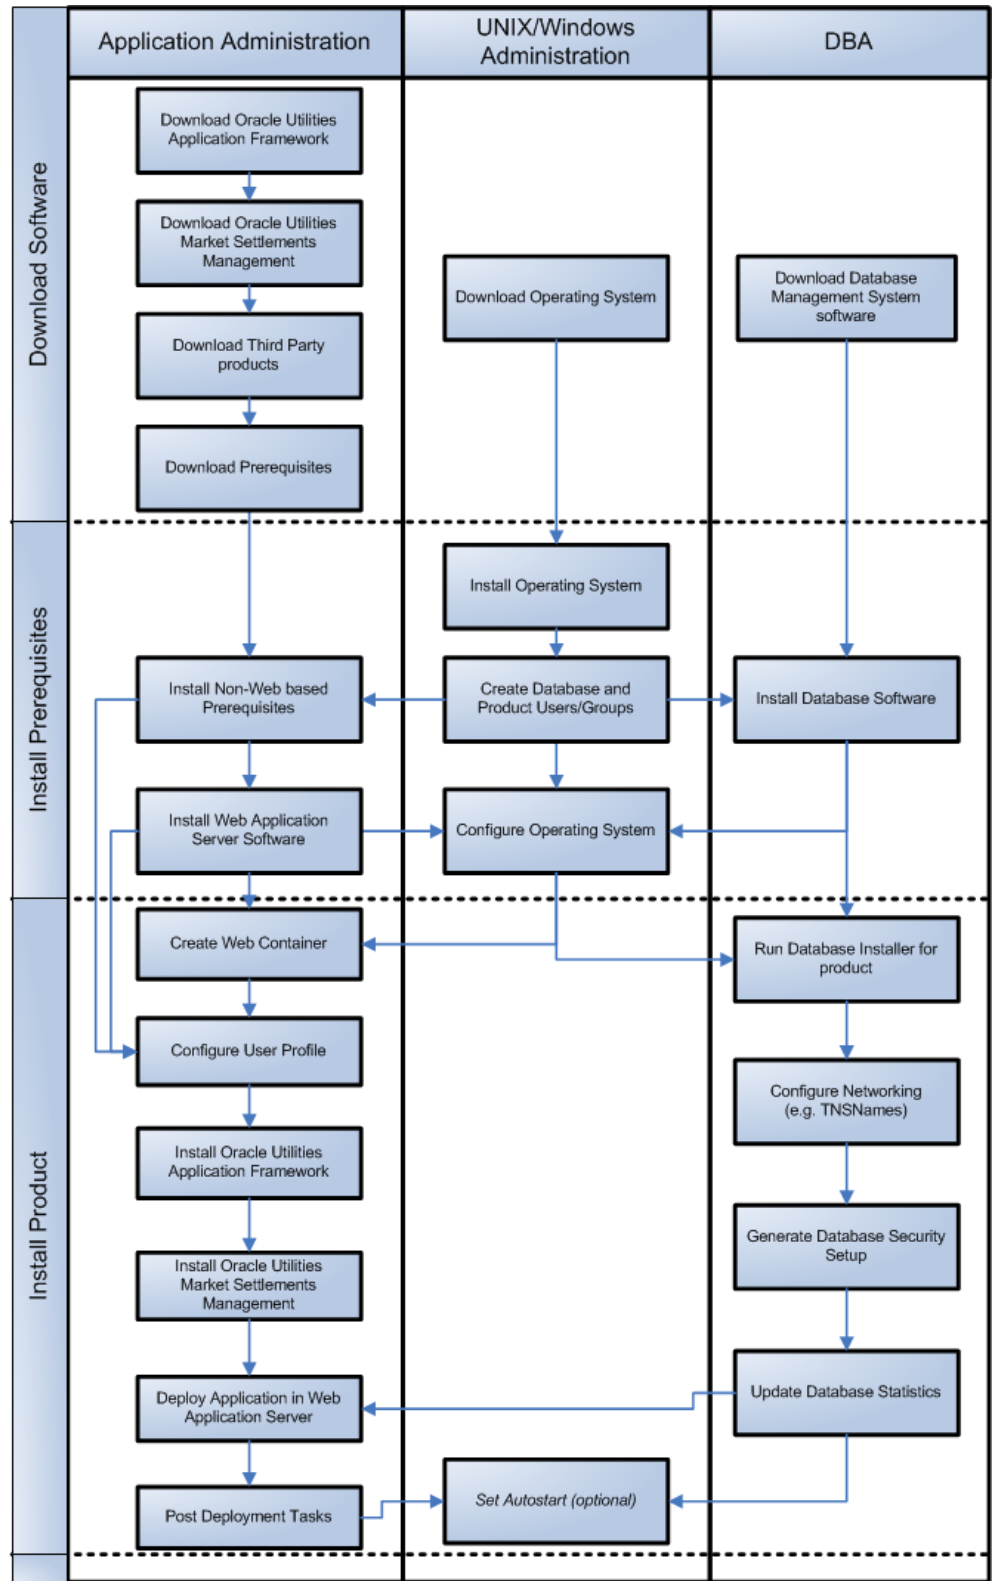 Application Administration
UNIX/Windows
Administration
DBA
Download Software
Download Oracle Utilities
Application Framework
Download Oracle Utilities
Market Settlements
Management
Download Third Party
products
Download Prerequisites
Download Operating System
Download Database
Management System
software
Install Prerequisites
Install Operating System
Install Non-Web based
Prerequisites
Create Database and
Product Users/Groups
Install Database Software
Install Web Application
Server Software
Configure Operating System
Install Product
Create Web Container
Run Database Installer for
product
Configure User Profile
Configure Networking
(e.g. TNSNames)
Install Oracle Utilities
Application Framework
Generate Database Security
Setup
Install Oracle Utilities
Market Settlements
Management
Deploy Application in Web
Application Server
Update Database Statistics
Post Deployment Tasks
Set Autostart (optional)